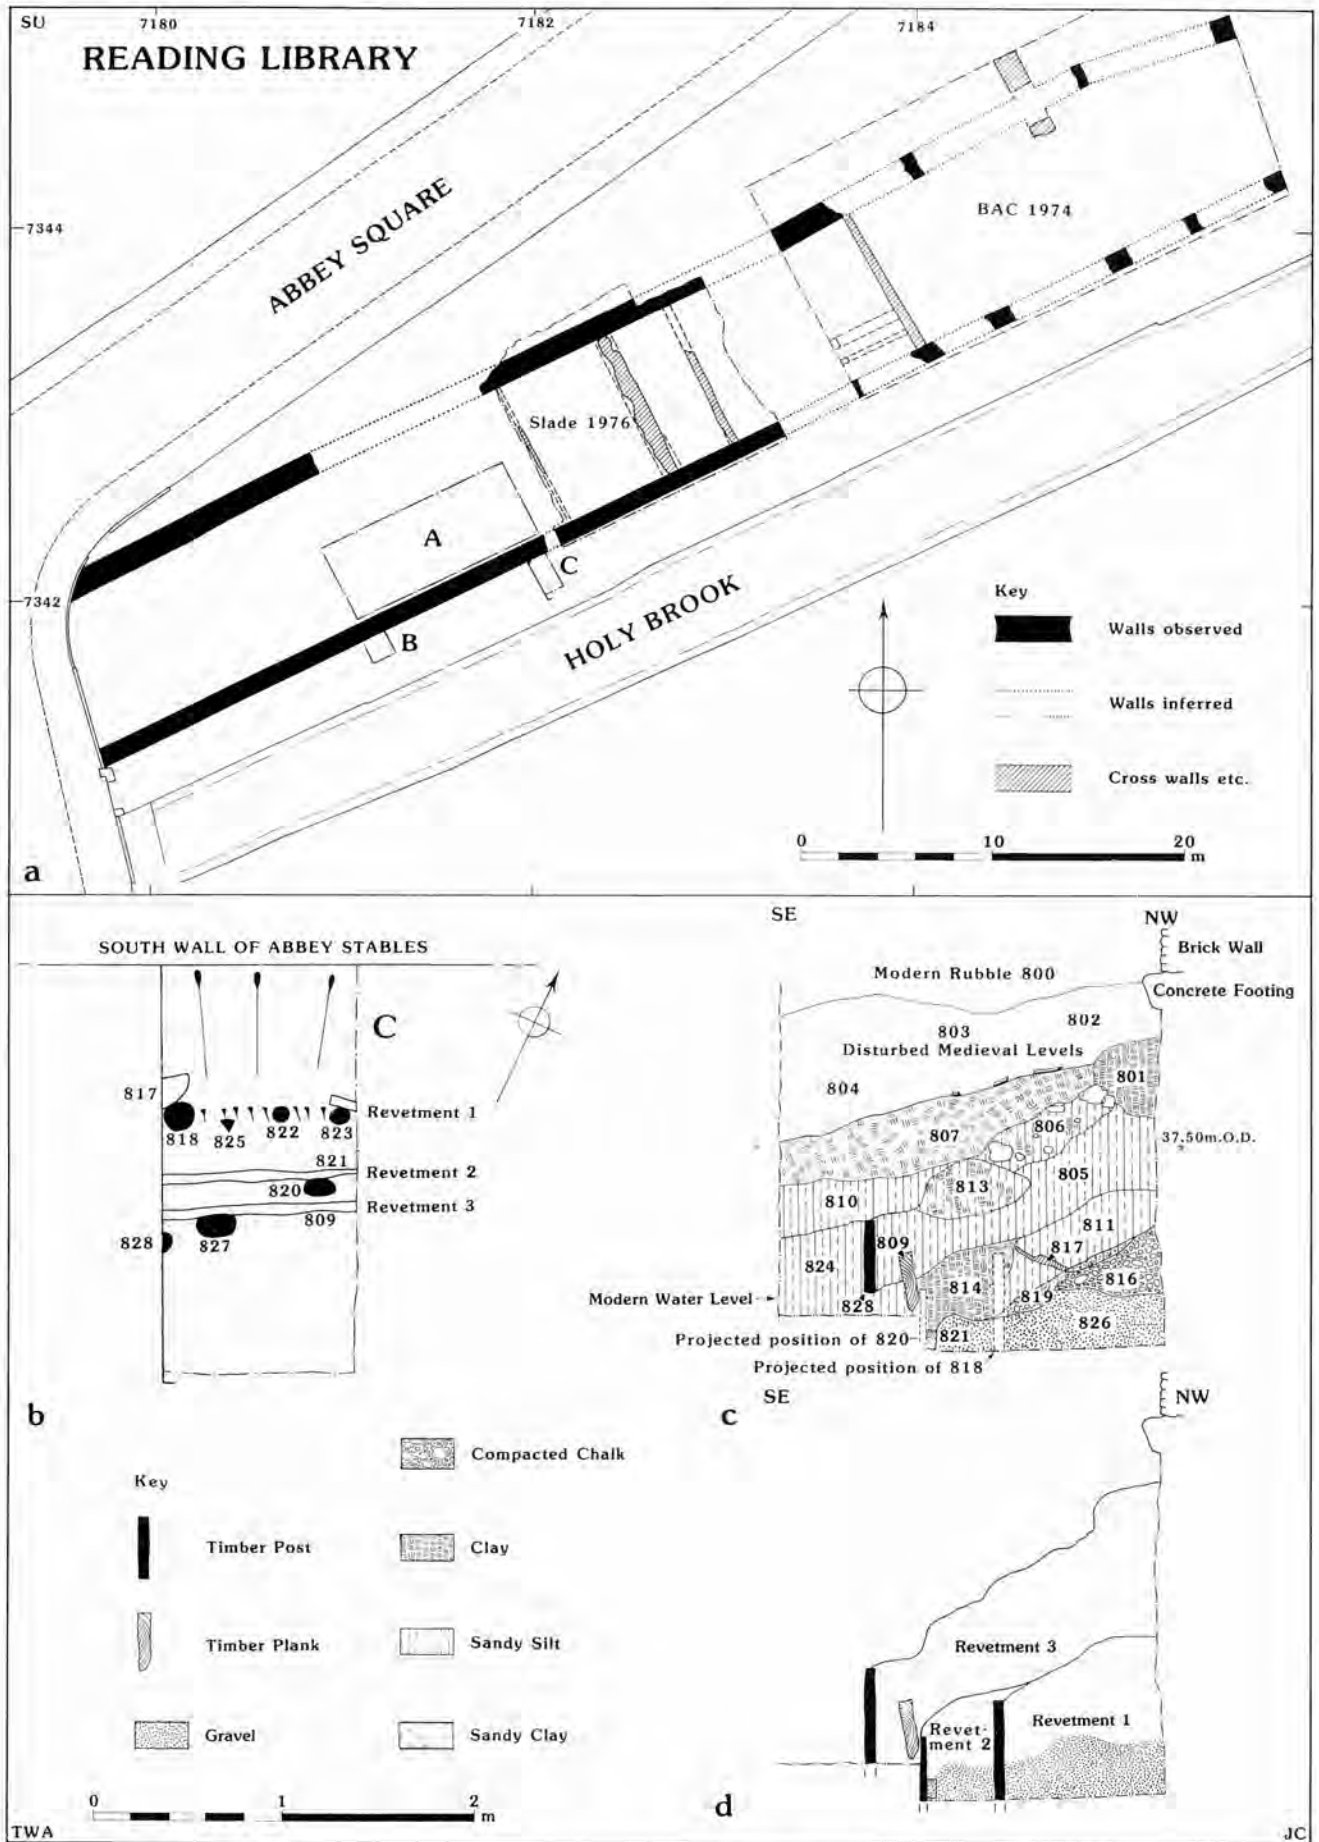 SU
7180
7182
7184
READING LIBRARY
7344
7342
ABBEY SQUARE
BAC 1974
Slade 1976
A
B
C
HOLY BROOK
Key
Walls observed
Walls inferred
Cross walls etc.
0 10 20
m
a
SOUTH WALL OF ABBEY STABLES
C
817
818
825
822
823
Revetment 1
821
Revetment 2
820
Revetment 3
809
828
827
b
SE
NW
Brick Wall
Modern Rubble 800
Concrete Footing
803
802
Disturbed Medieval Levels
804
801
807
806
37.50m.O.D.
810
813
805
811
809
817
824
814
816
Modern Water Level
828
819
826
Projected position of 820
821
Projected position of 818
c
SE
NW
Revetment 3
Revet-
ment 2
Revetment 1
d
Key
Timber Post
Timber Plank
Gravel
Compacted Chalk
Clay
Sandy Silt
Sandy Clay
0 1 2
m
TWA
JC